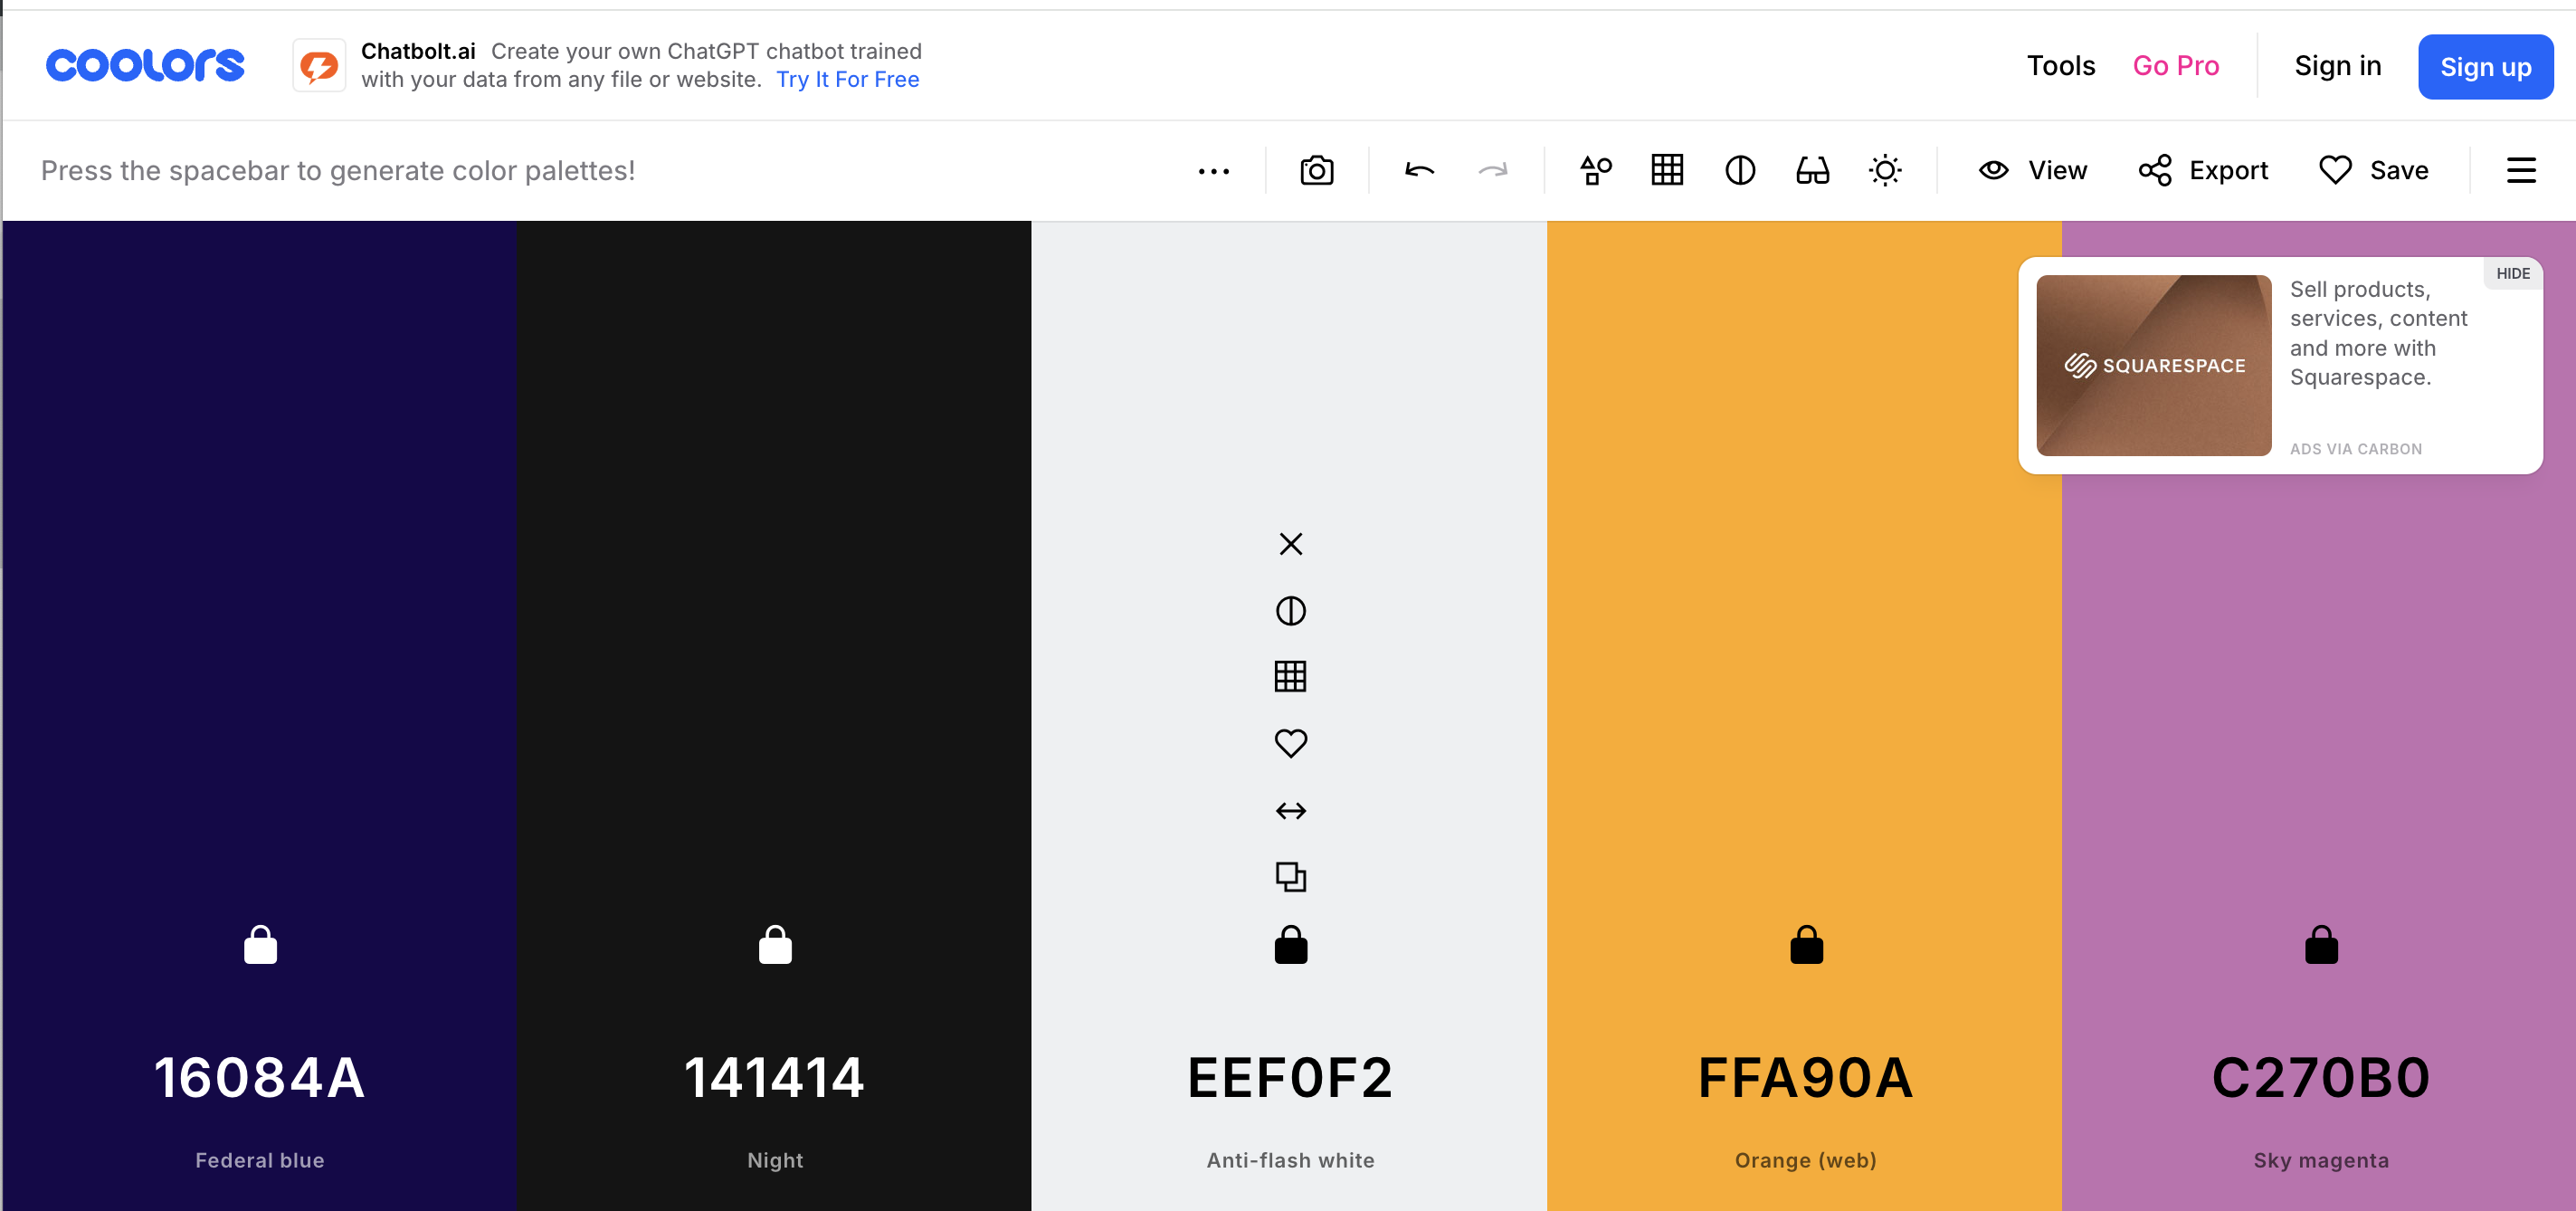 coolors
Chatbolt.ai Create your own ChatGPT chatbot trained
with your data from any file or website. Try It For Free
Tools Go Pro Sign in Sign up
Press the spacebar to generate color palettes!
View Export Save
HIDE
Sell products,
services, content
and more with
Squarespace.
SQUARESPACE
ADS VIA CARBON
16084A
Federal blue
141414
Night
EEF0F2
Anti-flash white
FFA90A
Orange (web)
C270B0
Sky magenta